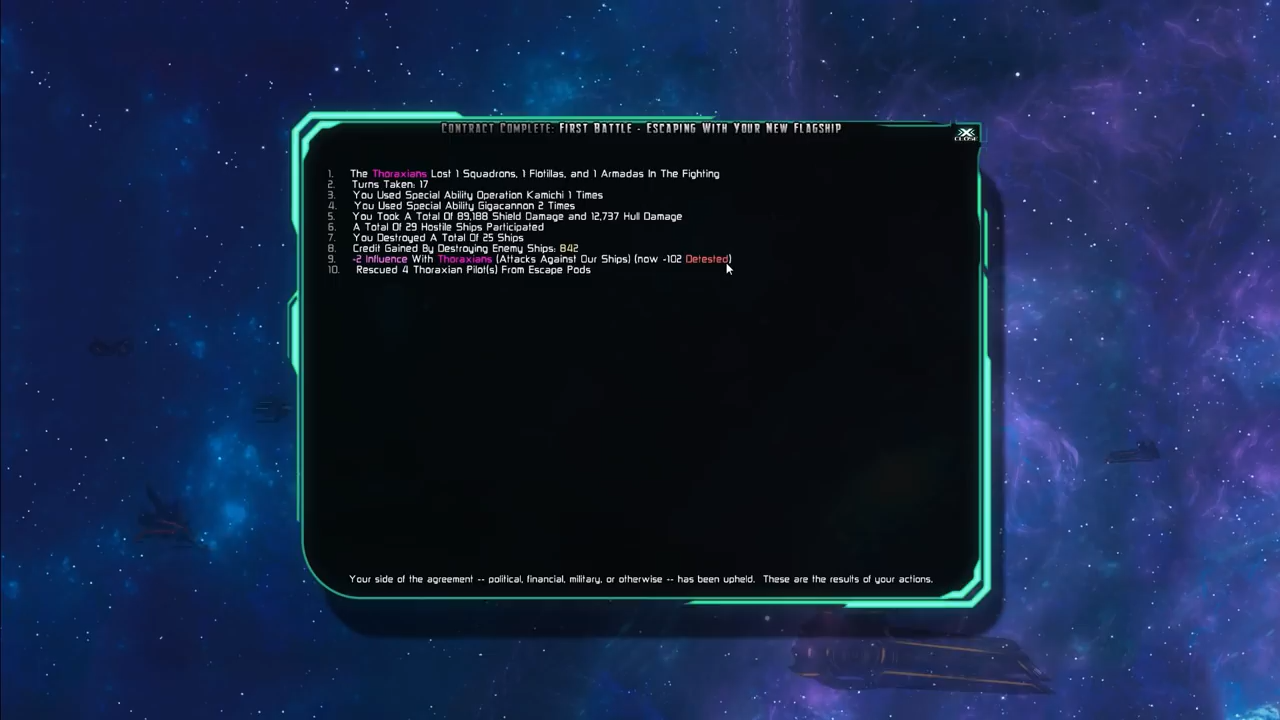 Contract Complete: First Battle - Escaping With Your New Flagship
CLOSE
1. The Thoraxians Lost 1 Squadrons, 1 Flotillas, and 1 Armadas In The Fighting
2. Turns Taken: 17
3. You Used Special Ability Operation Kamichi 1 Times
4. You Used Special Ability Gigacannon 2 Times
5. You Took A Total Of 89,188 Shield Damage and 12,737 Hull Damage
6. A Total Of 29 Hostile Ships Participated
7. You Destroyed A Total Of 25 Ships
8. Credit Gained By Destroying Enemy Ships: 842
9. -2 Influence With Thoraxians (Attacks Against Our Ships) (now -102 Detested)
10. Rescued 4 Thoraxian Pilot(s) From Escape Pods
Your side of the agreement -- political, financial, military, or otherwise -- has been upheld. These are the results of your actions.